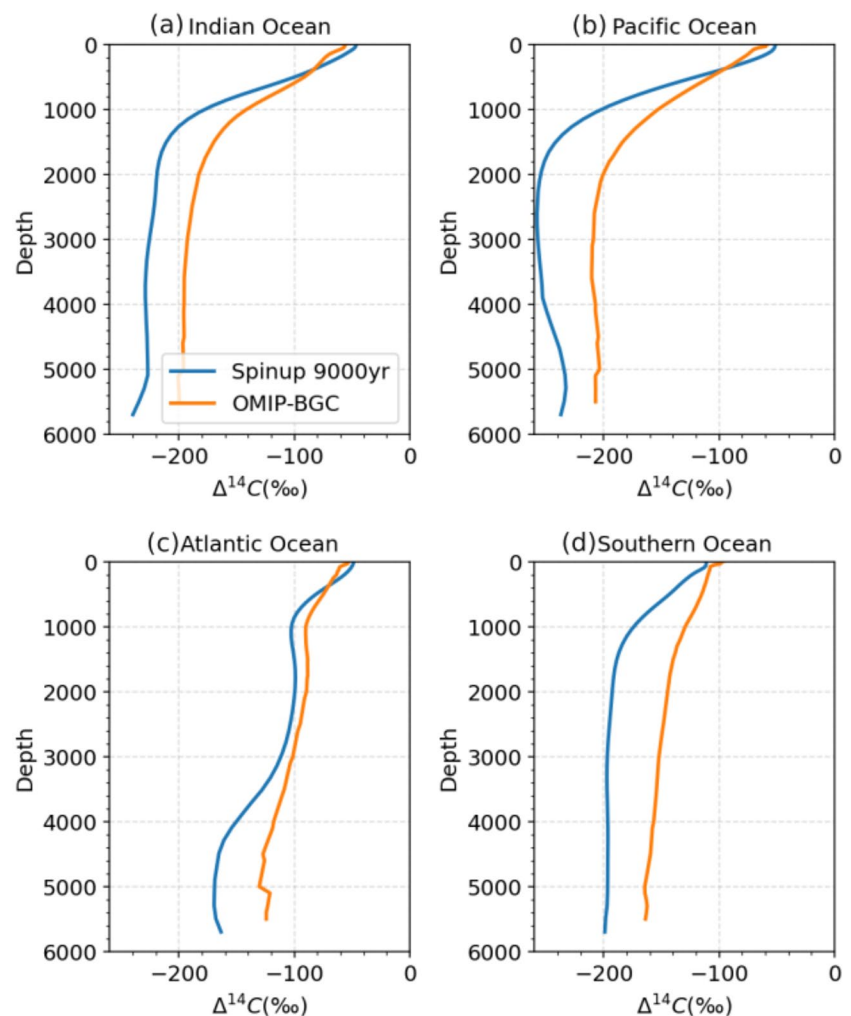 (a) Indian Ocean
(b) Pacific Ocean
0
1000
2000
3000
4000
5000
6000
Depth
Spinup 9000yr
OMIP-BGC
−200
−100
0
Δ¹⁴C(‰)
0
1000
2000
3000
4000
5000
6000
Depth
−200
−100
0
Δ¹⁴C(‰)
(c)Atlantic Ocean
(d)Southern Ocean
0
1000
2000
3000
4000
5000
6000
Depth
−200
−100
0
Δ¹⁴C(‰)
0
1000
2000
3000
4000
5000
6000
Depth
−200
−100
0
Δ¹⁴C(‰)